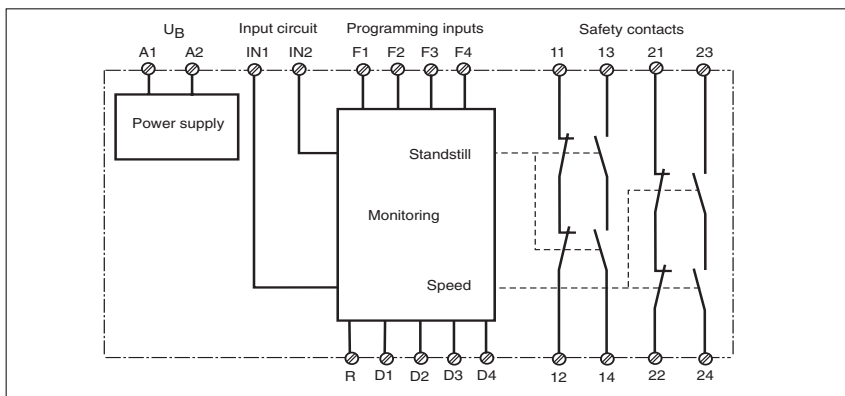 UB Input circuit Programming inputs Safety contacts
A1 A2 IN1 IN2 F1 F2 F3 F4 11 13 21 23
Power supply
Standstill
Monitoring
Speed
R D1 D2 D3 D4 12 14 22 24